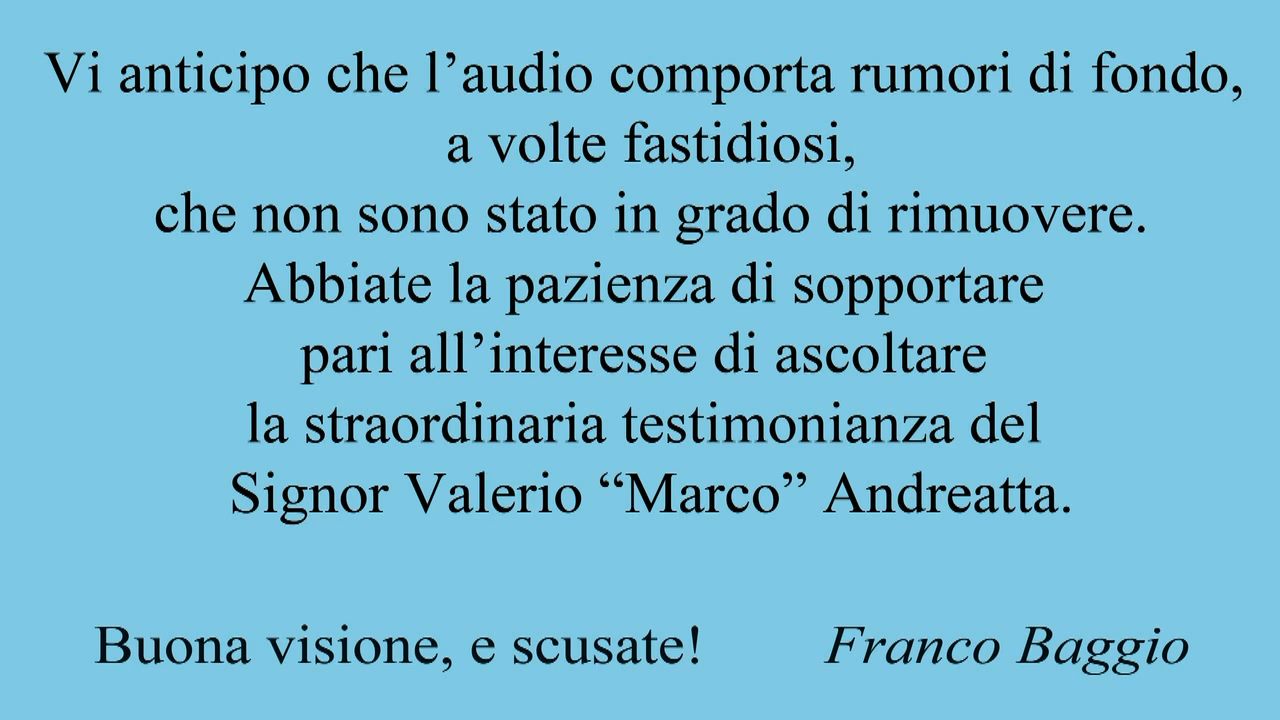 Vi anticipo che l’audio comporta rumori di fondo,
a volte fastidiosi,
che non sono stato in grado di rimuovere.
Abbiate la pazienza di sopportare
pari all’interesse di ascoltare
la straordinaria testimonianza del
Signor Valerio “Marco” Andreatta.
Buona visione, e scusate! Franco Baggio